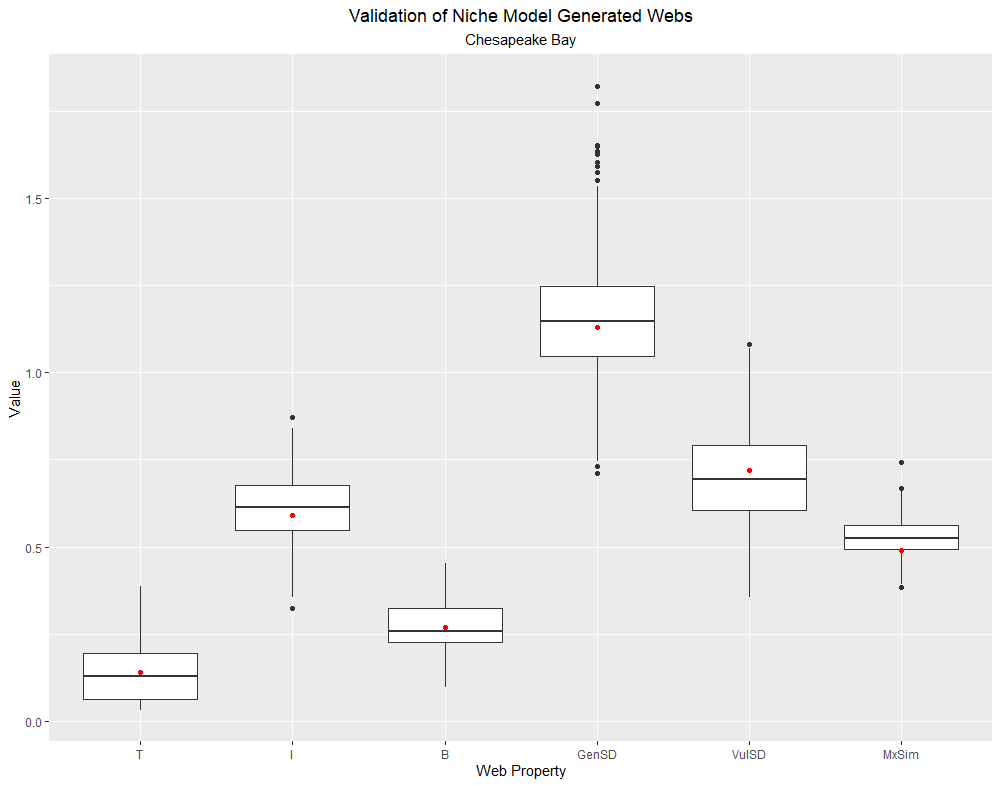 Validation of Niche Model Generated Webs
Chesapeake Bay
Value
1.5
1.0
0.5
0.0
T I B GenSD VulSD MxSim
Web Property